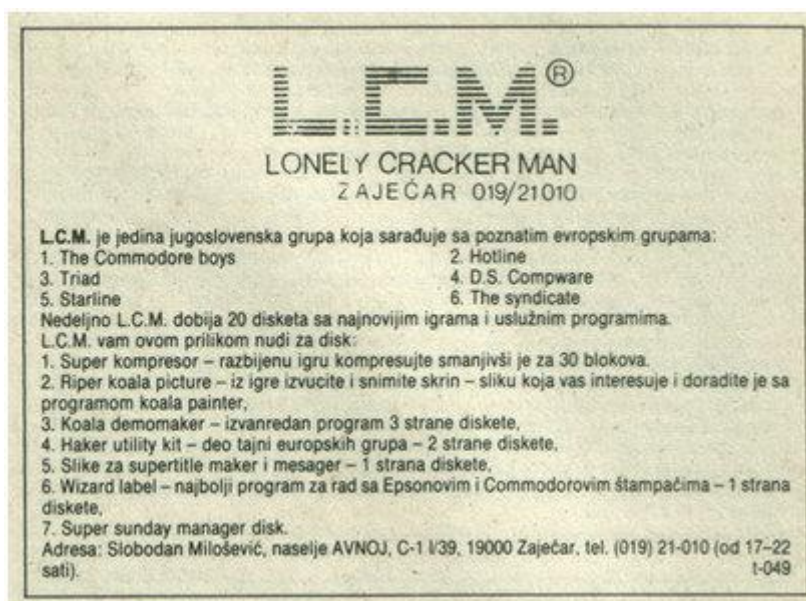 L.C.M.®
LONELY CRACKER MAN
ZAJEČAR 019/21010
L.C.M. je jedina jugoslovenska grupa koja sarađuje sa poznatim evropskim grupama:
1. The Commodore boys 2. Hotline
3. Triad 4. D.S. Compware
5. Starline 6. The syndicate
Nedeljno L.C.M. dobija 20 disketa sa najnovijim igrama i uslužnim programima.
L.C.M. vam ovom prilikom nudi za disk:
1. Super kompresor – razbijenu igru kompresujte smanjivši je za 30 blokova.
2. Riper koala picture – iz igre izvucite i snimite skrin – sliku koja vas interesuje i doradite je sa
programom koala painter,
3. Koala demomaker – izvanredan program 3 strane diskete,
4. Haker utility kit – deo tajni europskih grupa – 2 strane diskete,
5. Slike za supertitle maker i mesager – 1 strana diskete,
6. Wizard label – najbolji program za rad sa Epsonovim i Commodorovim štampačima – 1 strana
diskete,
7. Super sunday manager disk.
Adresa: Slobodan Milošević, naselje AVNOJ, C-1 I/39, 19000 Zaječar, tel. (019) 21-010 (od 17–22
sati). t-049